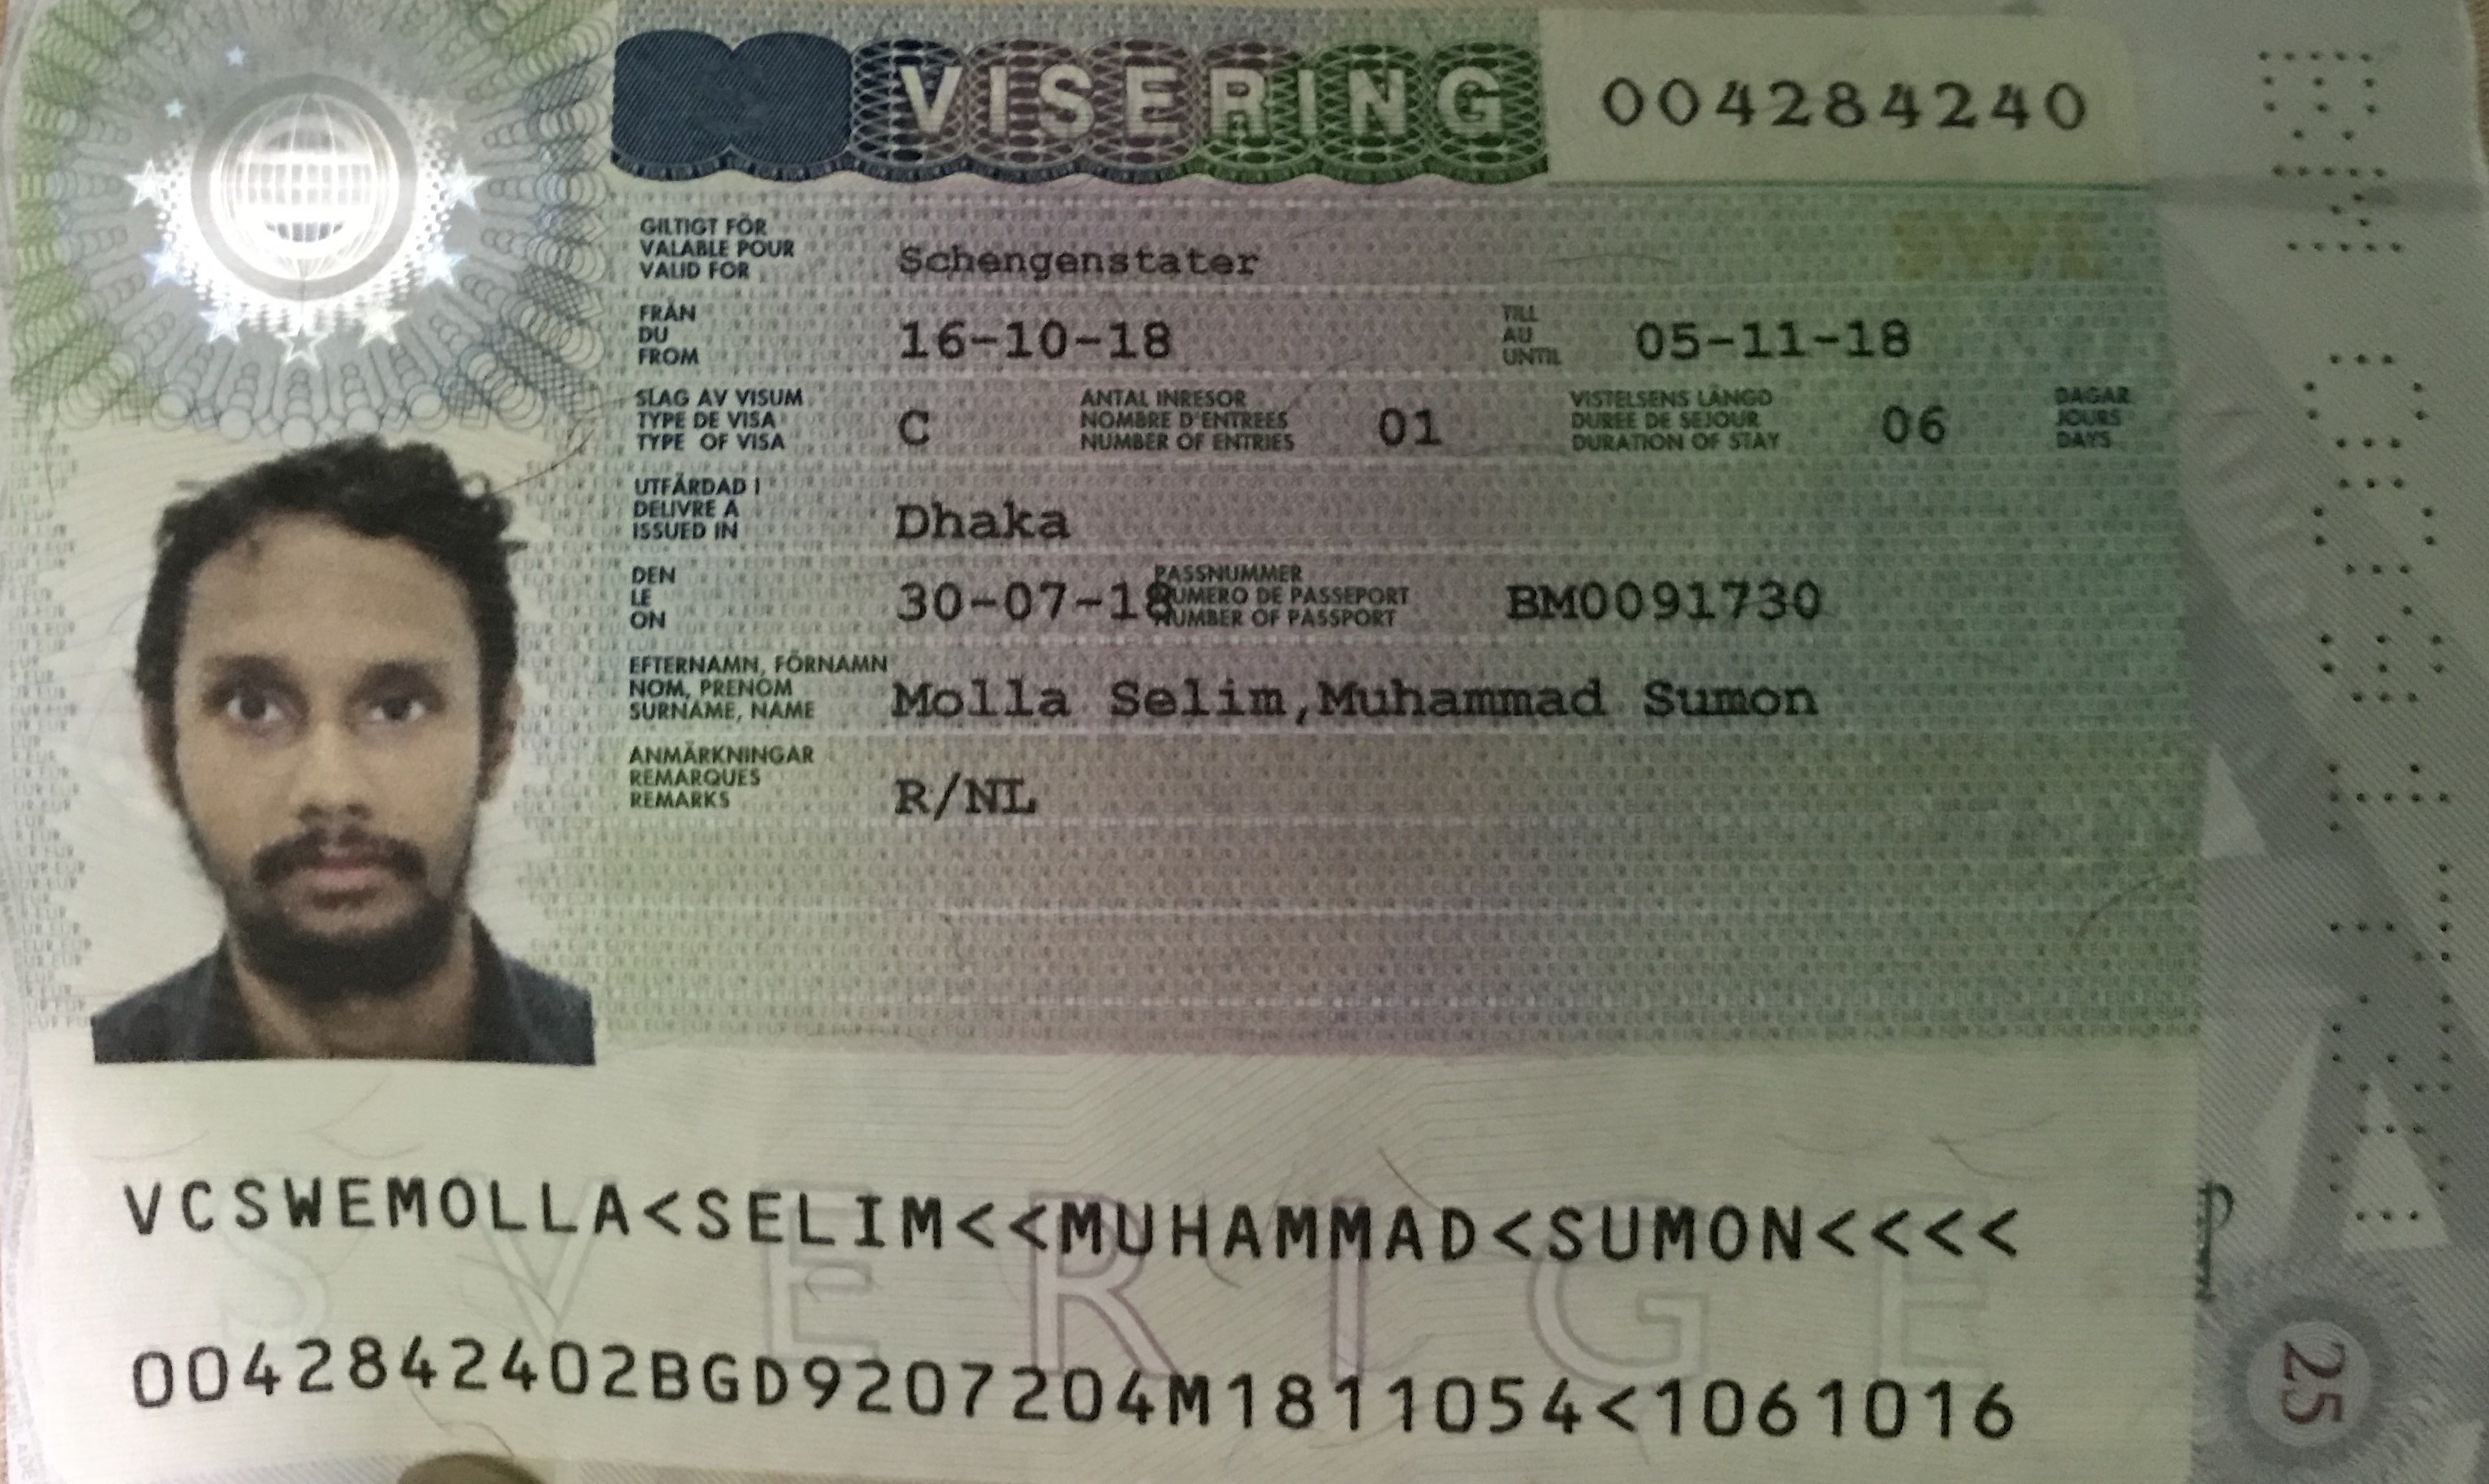 VISERING 004284240
SWE
GILTIGT FÖR
VALABLE POUR
VALID FOR
Schengenstater
FRÅN
DU
FROM
16-10-18
TILL
AU
UNTIL
05-11-18
SLAG AV VISUM
TYPE DE VISA
TYPE OF VISA
C
ANTAL INRESOR
NOMBRE D'ENTREES
NUMBER OF ENTRIES
01
VISTELSENS LÄNGD
DUREE DE SEJOUR
DURATION OF STAY
06
DAGAR
JOURS
DAYS
UTFÄRDAD I
DELIVRE A
ISSUED IN
Dhaka
DEN
LE
ON
30-07-18
PASSNUMMER
NUMERO DE PASSEPORT
NUMBER OF PASSPORT
BM0091730
EFTERNAMN, FÖRNAMN
NOM, PRENOM
SURNAME, NAME
Molla Selim,Muhammad Sumon
ANMÄRKNINGAR
REMARQUES
REMARKS
R/NL
SVERIGE
VCSWEMOLLA<SELIM<<MUHAMMAD<SUMON<<<<
0042842402BGD9207204M1811054<1061016
25